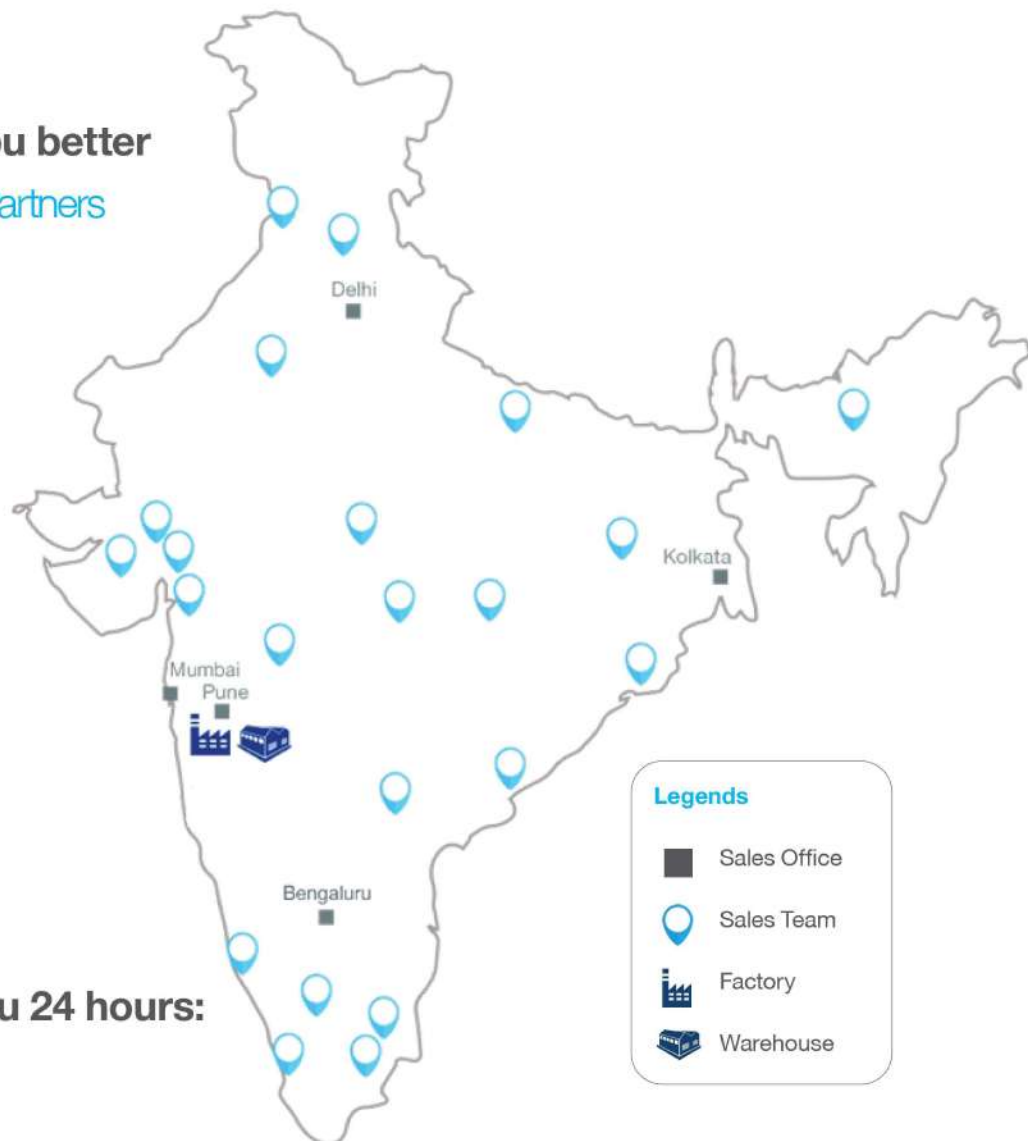 u better
artners
Delhi
Kolkata
Mumbai
Pune
Legends
Sales Office
Bengaluru
Sales Team
Factory
u 24 hours:
Warehouse